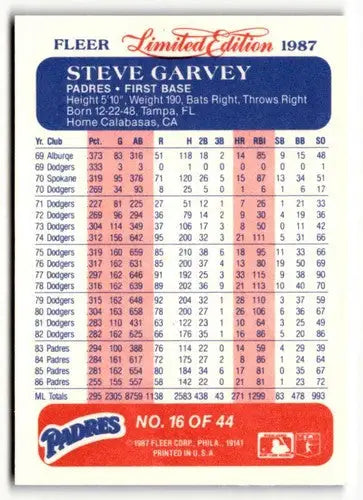 FLEER Limited Edition 1987
STEVE GARVEY
PADRES • FIRST BASE
Height 5'10", Weight 190, Bats Right, Throws Right
Born 12-22-48, Tampa, FL
Home Calabasas, CA
Yr. Club Pct. G AB R H 2B 3B HR RBI SB BB SO
69 Alburqe .373 83 316 51 118 18 2 14 85 9 15 48
69 Dodgers .333 3 3 0 1 0 0 0 0 0 0 1
70 Spokane .319 95 376 71 120 26 5 15 87 13 34 51
70 Dodgers .269 34 93 8 25 5 0 1 6 1 6 17
71 Dodgers .227 81 225 27 51 12 1 7 26 1 21 33
72 Dodgers .269 96 294 36 79 14 2 9 30 4 19 36
73 Dodgers .304 114 349 37 106 17 3 8 50 0 11 42
74 Dodgers .312 156 642 95 200 32 3 21 111 5 31 66
75 Dodgers .319 160 659 85 210 38 6 18 95 11 33 66
76 Dodgers .317 162 631 85 200 37 4 13 80 19 50 69
77 Dodgers .297 162 646 91 192 25 3 33 115 9 38 90
78 Dodgers .316 162 639 89 202 36 9 21 113 10 40 70
79 Dodgers .315 162 648 92 204 32 1 28 110 3 37 59
80 Dodgers .304 163 658 78 200 27 1 26 106 6 36 67
81 Dodgers .283 110 431 63 122 23 1 10 64 3 25 49
82 Dodgers .282 162 625 66 176 35 1 16 86 5 20 86
83 Padres .294 100 388 76 114 22 0 14 59 4 29 39
84 Padres .284 161 617 72 175 27 2 8 86 1 24 64
85 Padres .281 162 654 80 184 34 6 17 81 0 35 67
86 Padres .255 155 557 58 142 22 0 21 81 1 23 72
ML Totals .295 2305 8759 1138 2583 438 43 271 1299 83 478 993
PADRES
NO. 16 OF 44
©1987 FLEER CORP., PHILA., 19141
PRINTED IN U.S.A.